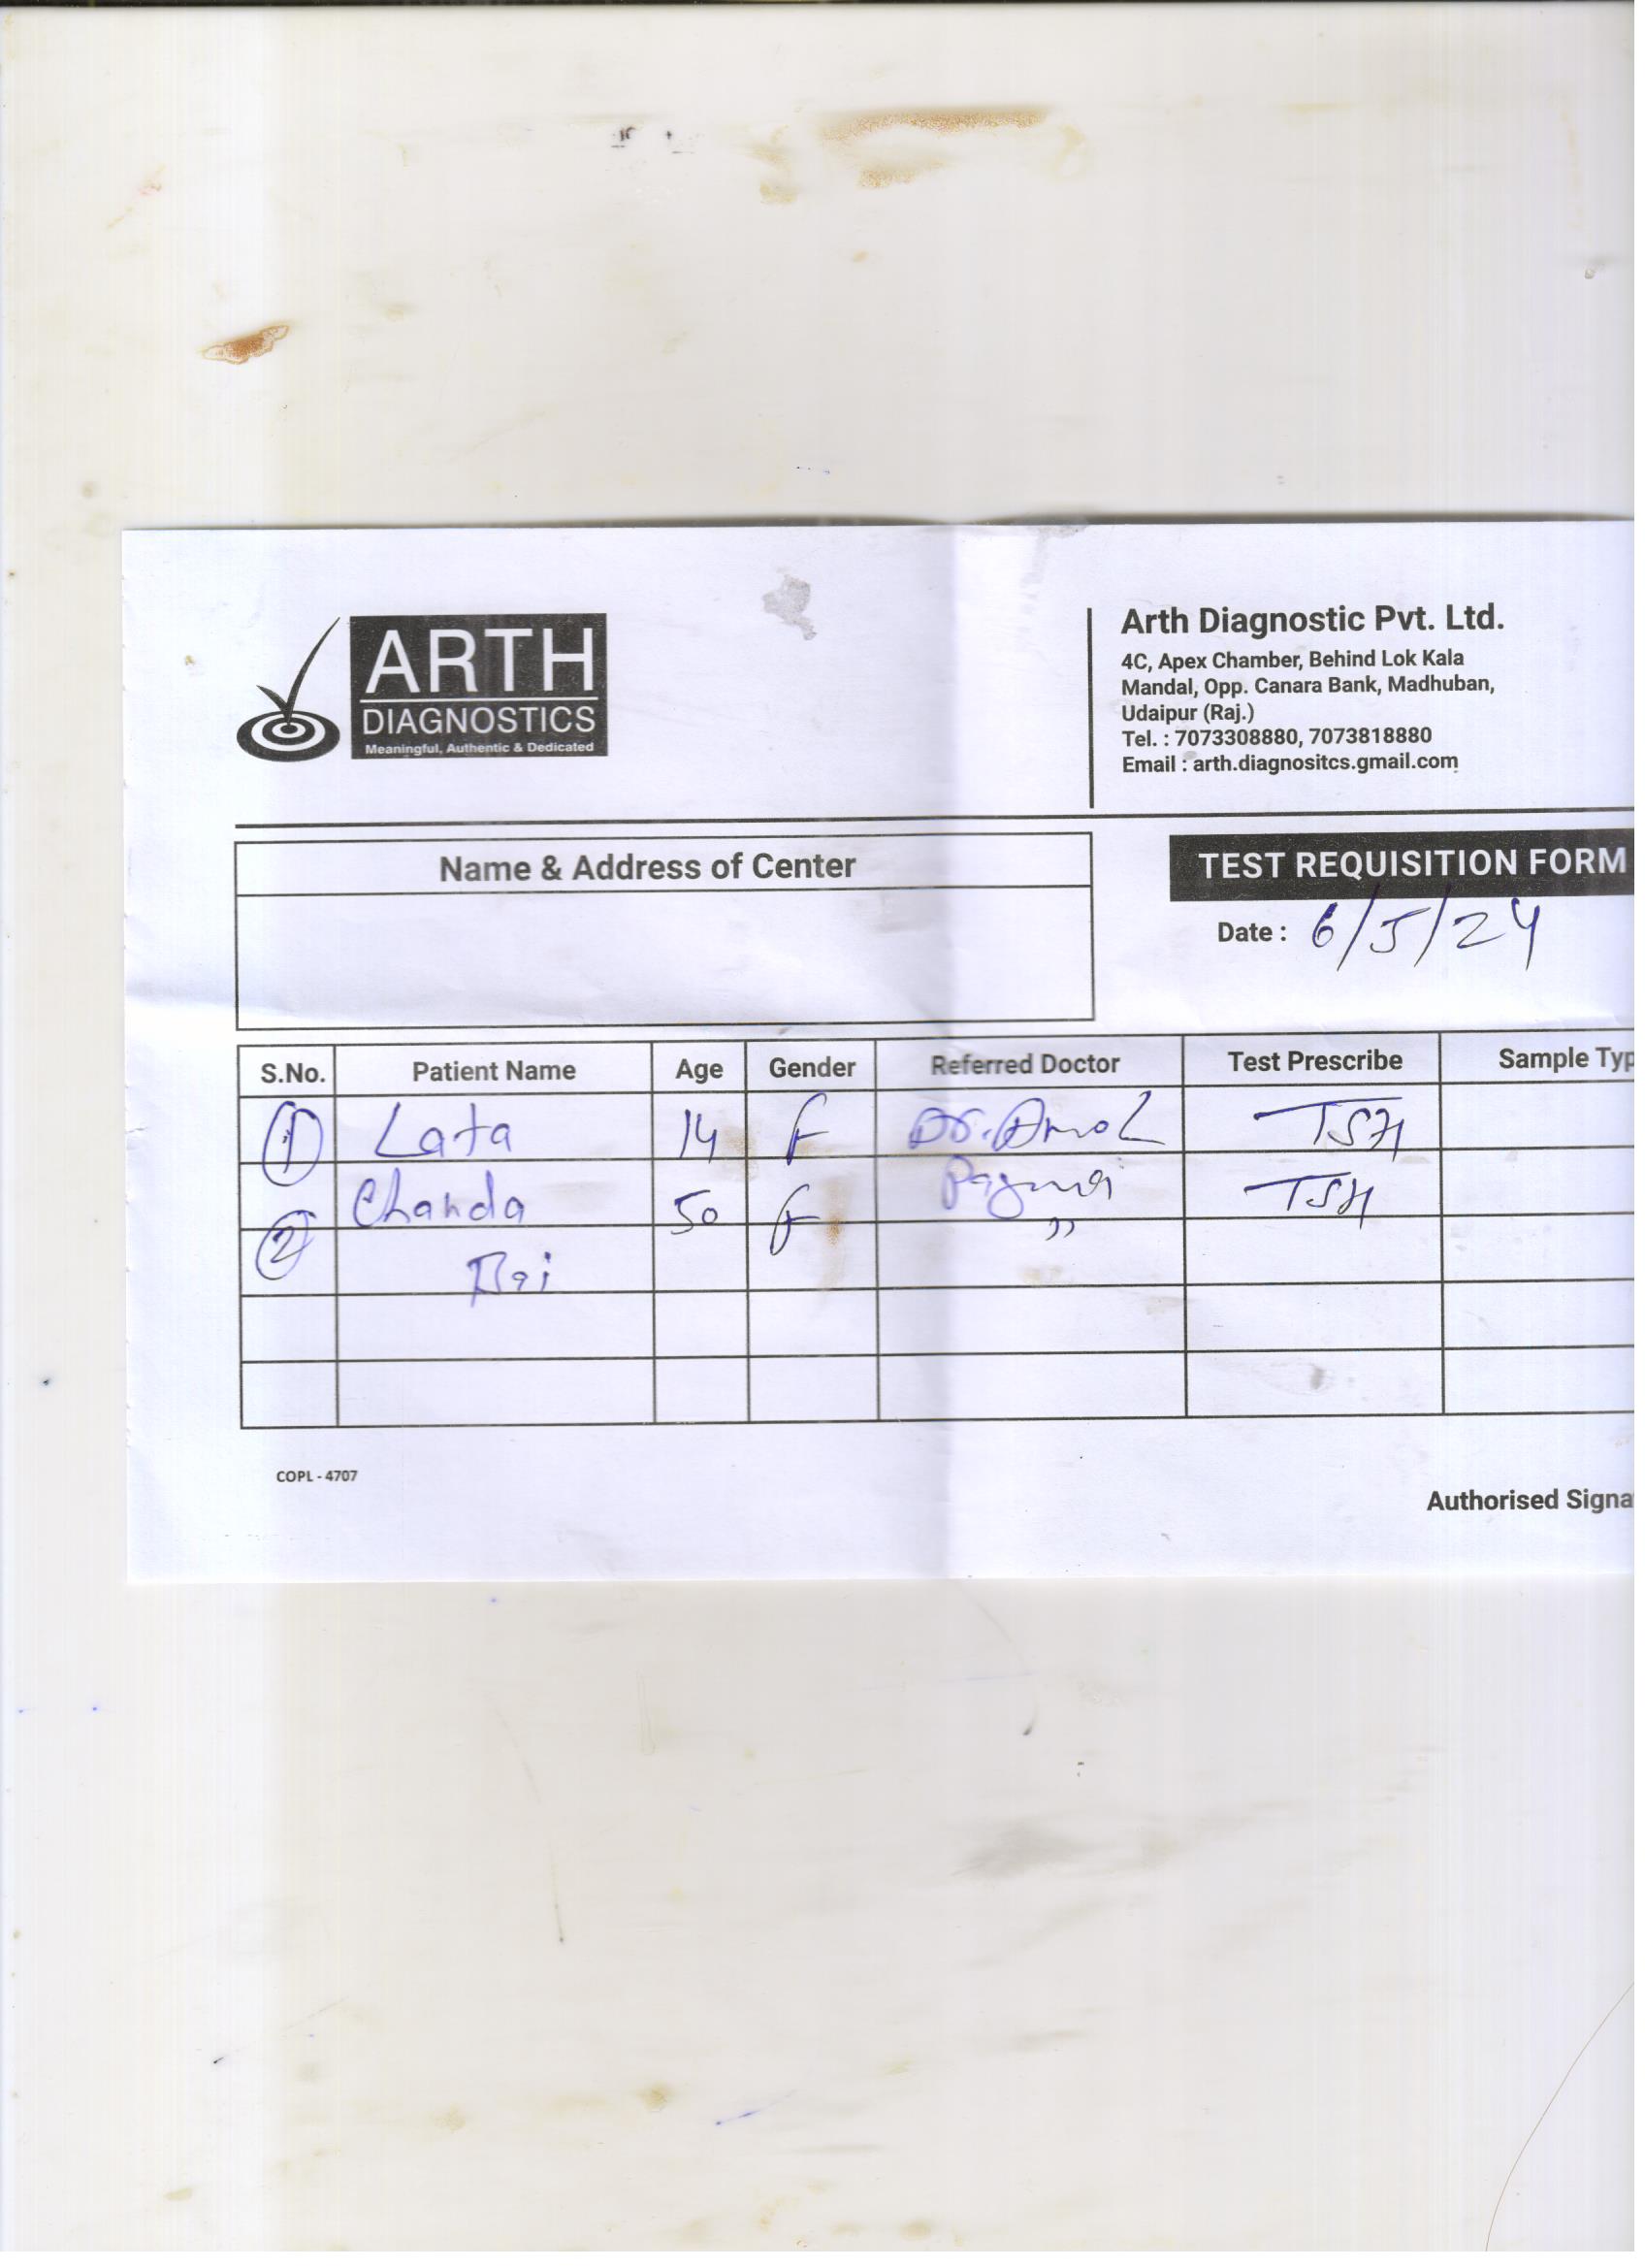 ARTH
DIAGNOSTICS
Meaningful, Authentic & Dedicated
Arth Diagnostic Pvt. Ltd.
4C, Apex Chamber, Behind Lok Kala
Mandal, Opp. Canara Bank, Madhuban,
Udaipur (Raj.)
Tel. : 7073308880, 7073818880
Email : arth.diagnositcs.gmail.com
Name & Address of Center
TEST REQUISITION FORM
Date : 6/5/24
S.No. Patient Name Age Gender Referred Doctor Test Prescribe Sample Typ
1 Lata 14 F Dr. Amol TSH
2 Chanda 50 F " TSH
Bai
COPL - 4707
Authorised Signa